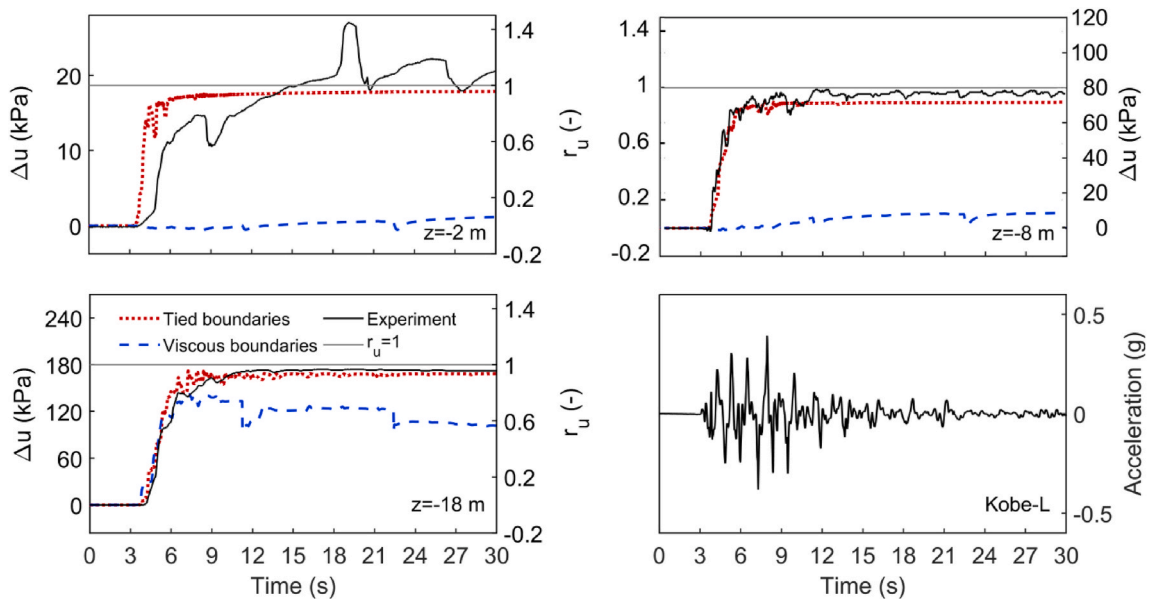 20
10
0
Δu (kPa)
1.4
1
0.6
0.2
-0.2
r_u (-)
z=-2 m
1.4
1
0.6
0.2
-0.2
120
100
80
60
40
20
0
Δu (kPa)
z=-8 m
240
180
120
60
0
Δu (kPa)
Tied boundaries
Experiment
Viscous boundaries
r_u=1
1.4
1
0.6
0.2
-0.2
r_u (-)
z=-18 m
0 3 6 9 12 15 18 21 24 27 30
Time (s)
0.5
0
-0.5
Acceleration (g)
Kobe-L
0 3 6 9 12 15 18 21 24 27 30
Time (s)